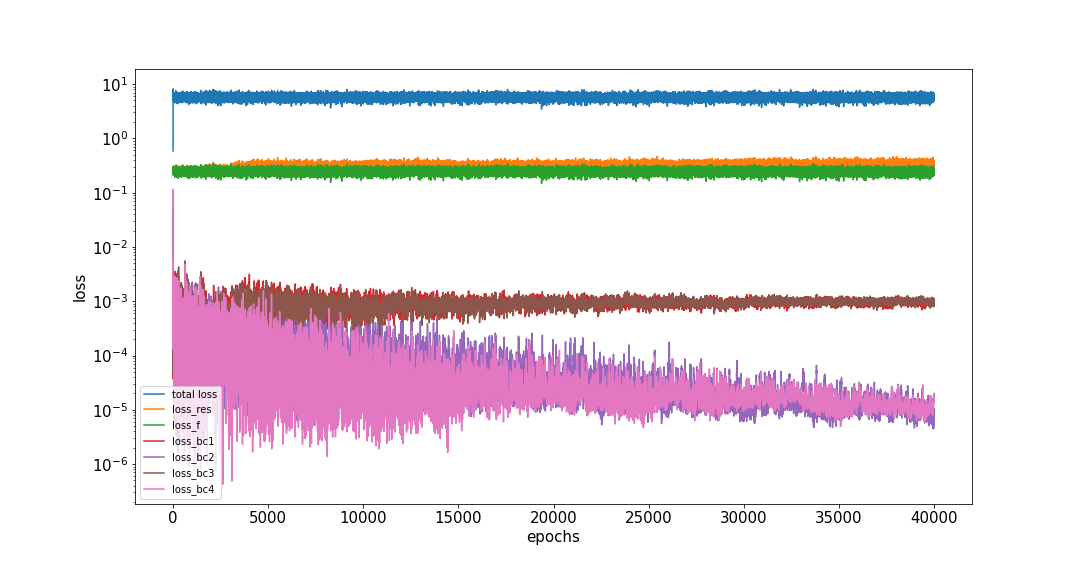 10^1
10^0
10^-1
10^-2
10^-3
10^-4
10^-5
10^-6
loss
total loss
loss_res
loss_f
loss_bc1
loss_bc2
loss_bc3
loss_bc4
0 5000 10000 15000 20000 25000 30000 35000 40000
epochs